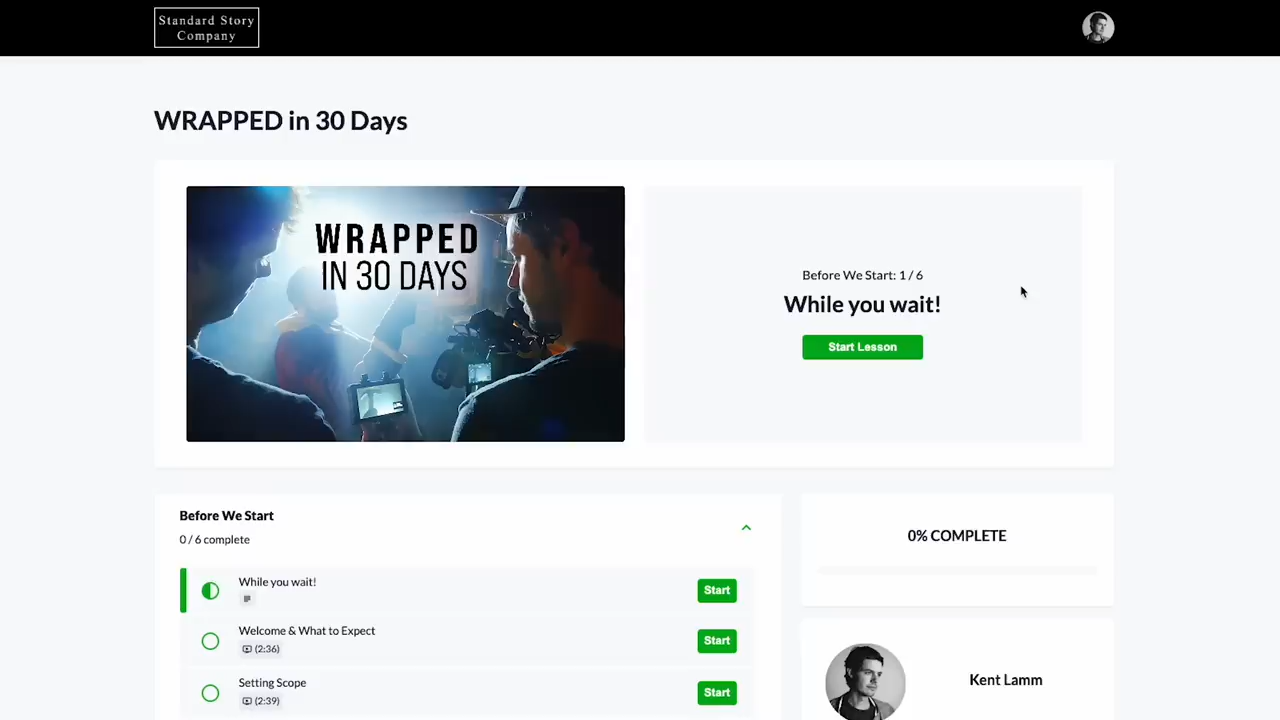 Standard Story
Company
WRAPPED in 30 Days
WRAPPED
IN 30 DAYS
Before We Start: 1 / 6
While you wait!
Start Lesson
Before We Start
0 / 6 complete
While you wait!
Start
Welcome & What to Expect
(2:36)
Start
Setting Scope
(2:39)
Start
0% COMPLETE
Kent Lamm